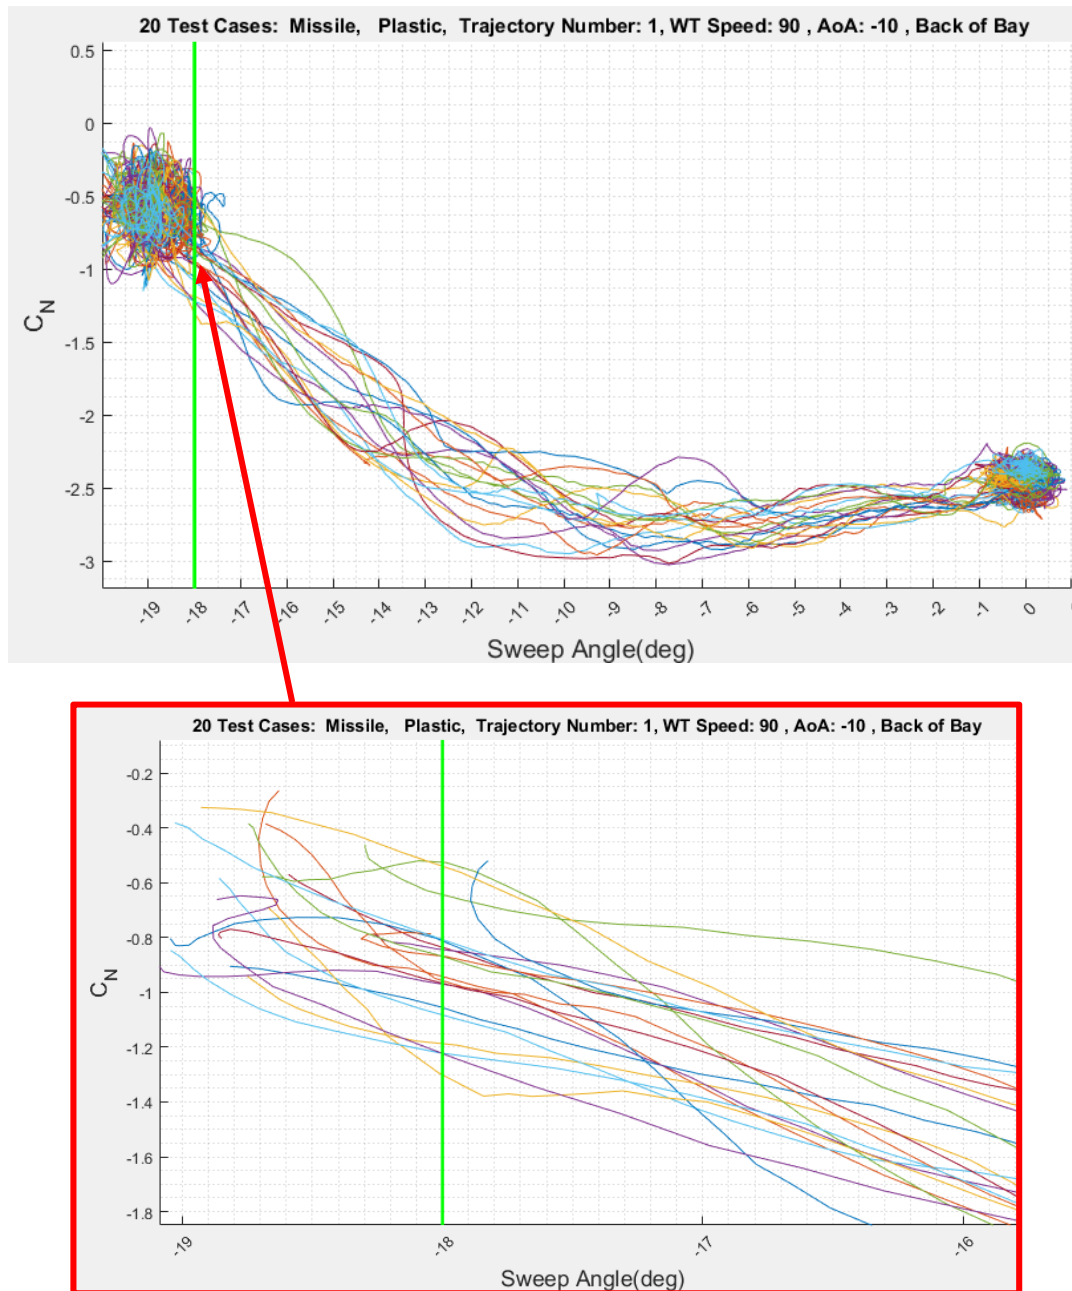 20 Test Cases:  Missile,   Plastic,  Trajectory Number: 1, WT Speed: 90 , AoA: -10 , Back of Bay
0.5
0
-0.5
-1
-1.5
-2
-2.5
-3
C_N
-19 -18 -17 -16 -15 -14 -13 -12 -11 -10 -9 -8 -7 -6 -5 -4 -3 -2 -1 0
Sweep Angle(deg)
20 Test Cases:  Missile,   Plastic,  Trajectory Number: 1, WT Speed: 90 , AoA: -10 , Back of Bay
-0.2
-0.4
-0.6
-0.8
-1
-1.2
-1.4
-1.6
-1.8
C_N
-19 -18 -17 -16
Sweep Angle(deg)